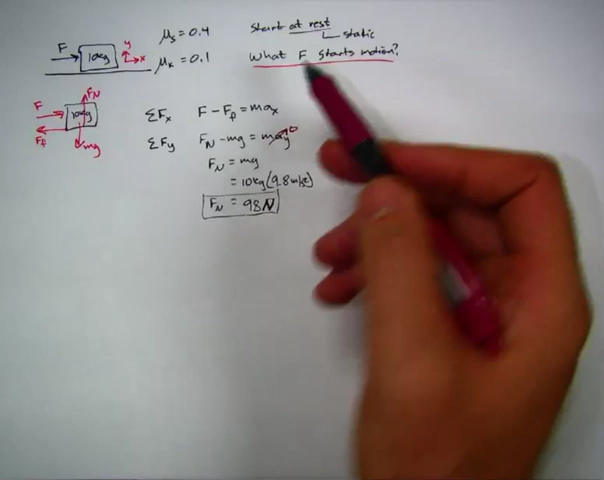 F 10kg y x
μs = 0.4
μk = 0.1
Start at rest
static
What F starts motion?
F 10kg FN Ff mg
ΣFx F - Ff = max
ΣFy FN - mg = may 0
FN = mg
= 10kg(9.8m/s²)
FN = 98N